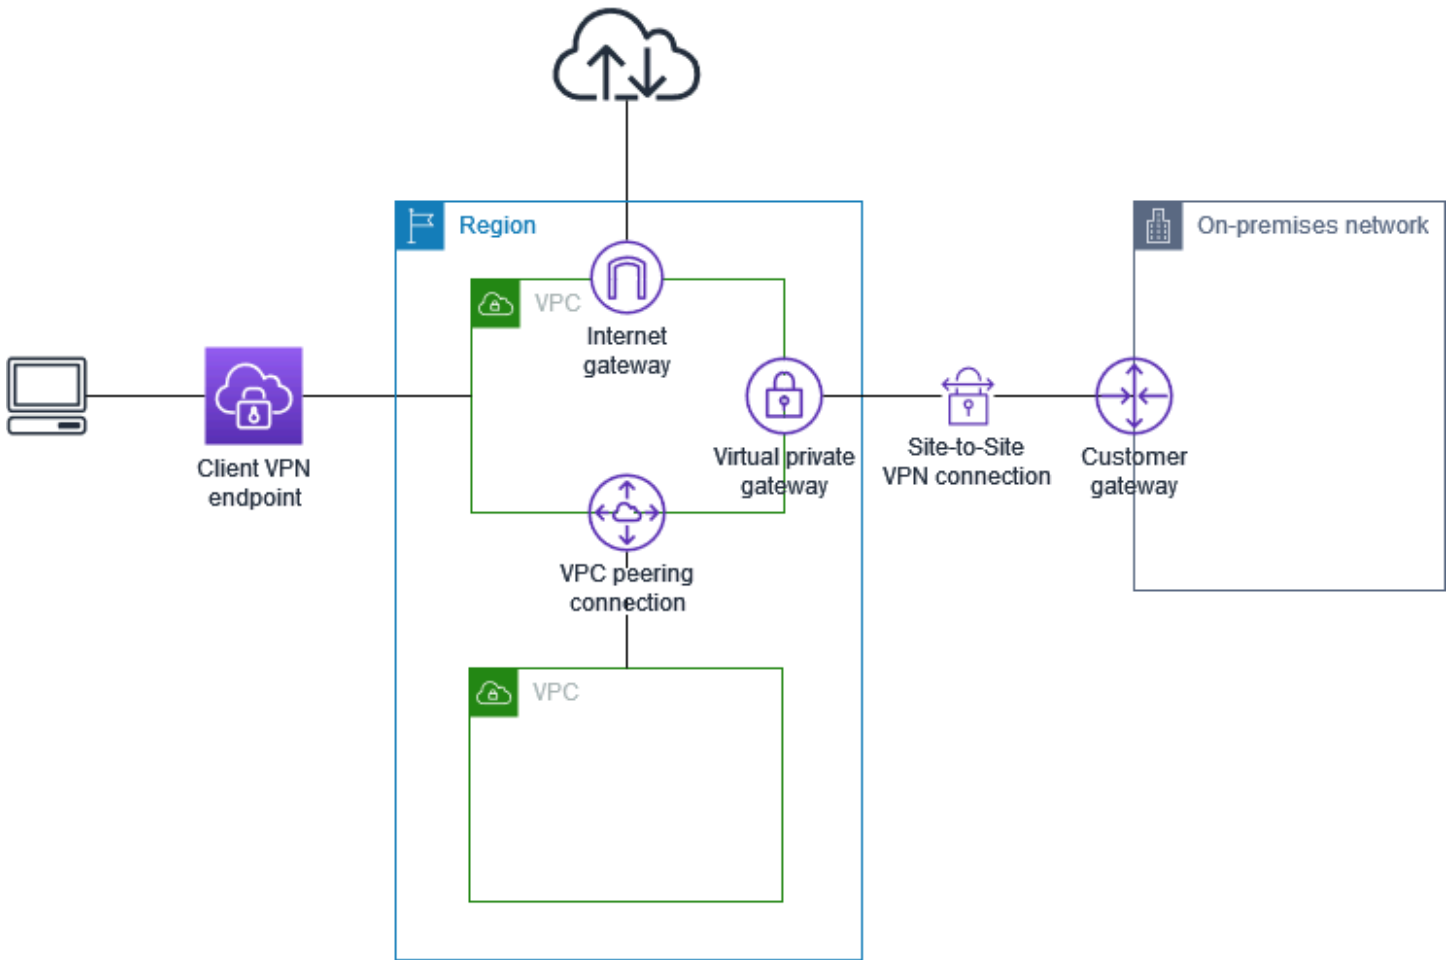 Region
On-premises network
VPC
Internet
gateway
Client VPN
endpoint
Virtual private
gateway
Site-to-Site
VPN connection
Customer
gateway
VPC peering
connection
VPC